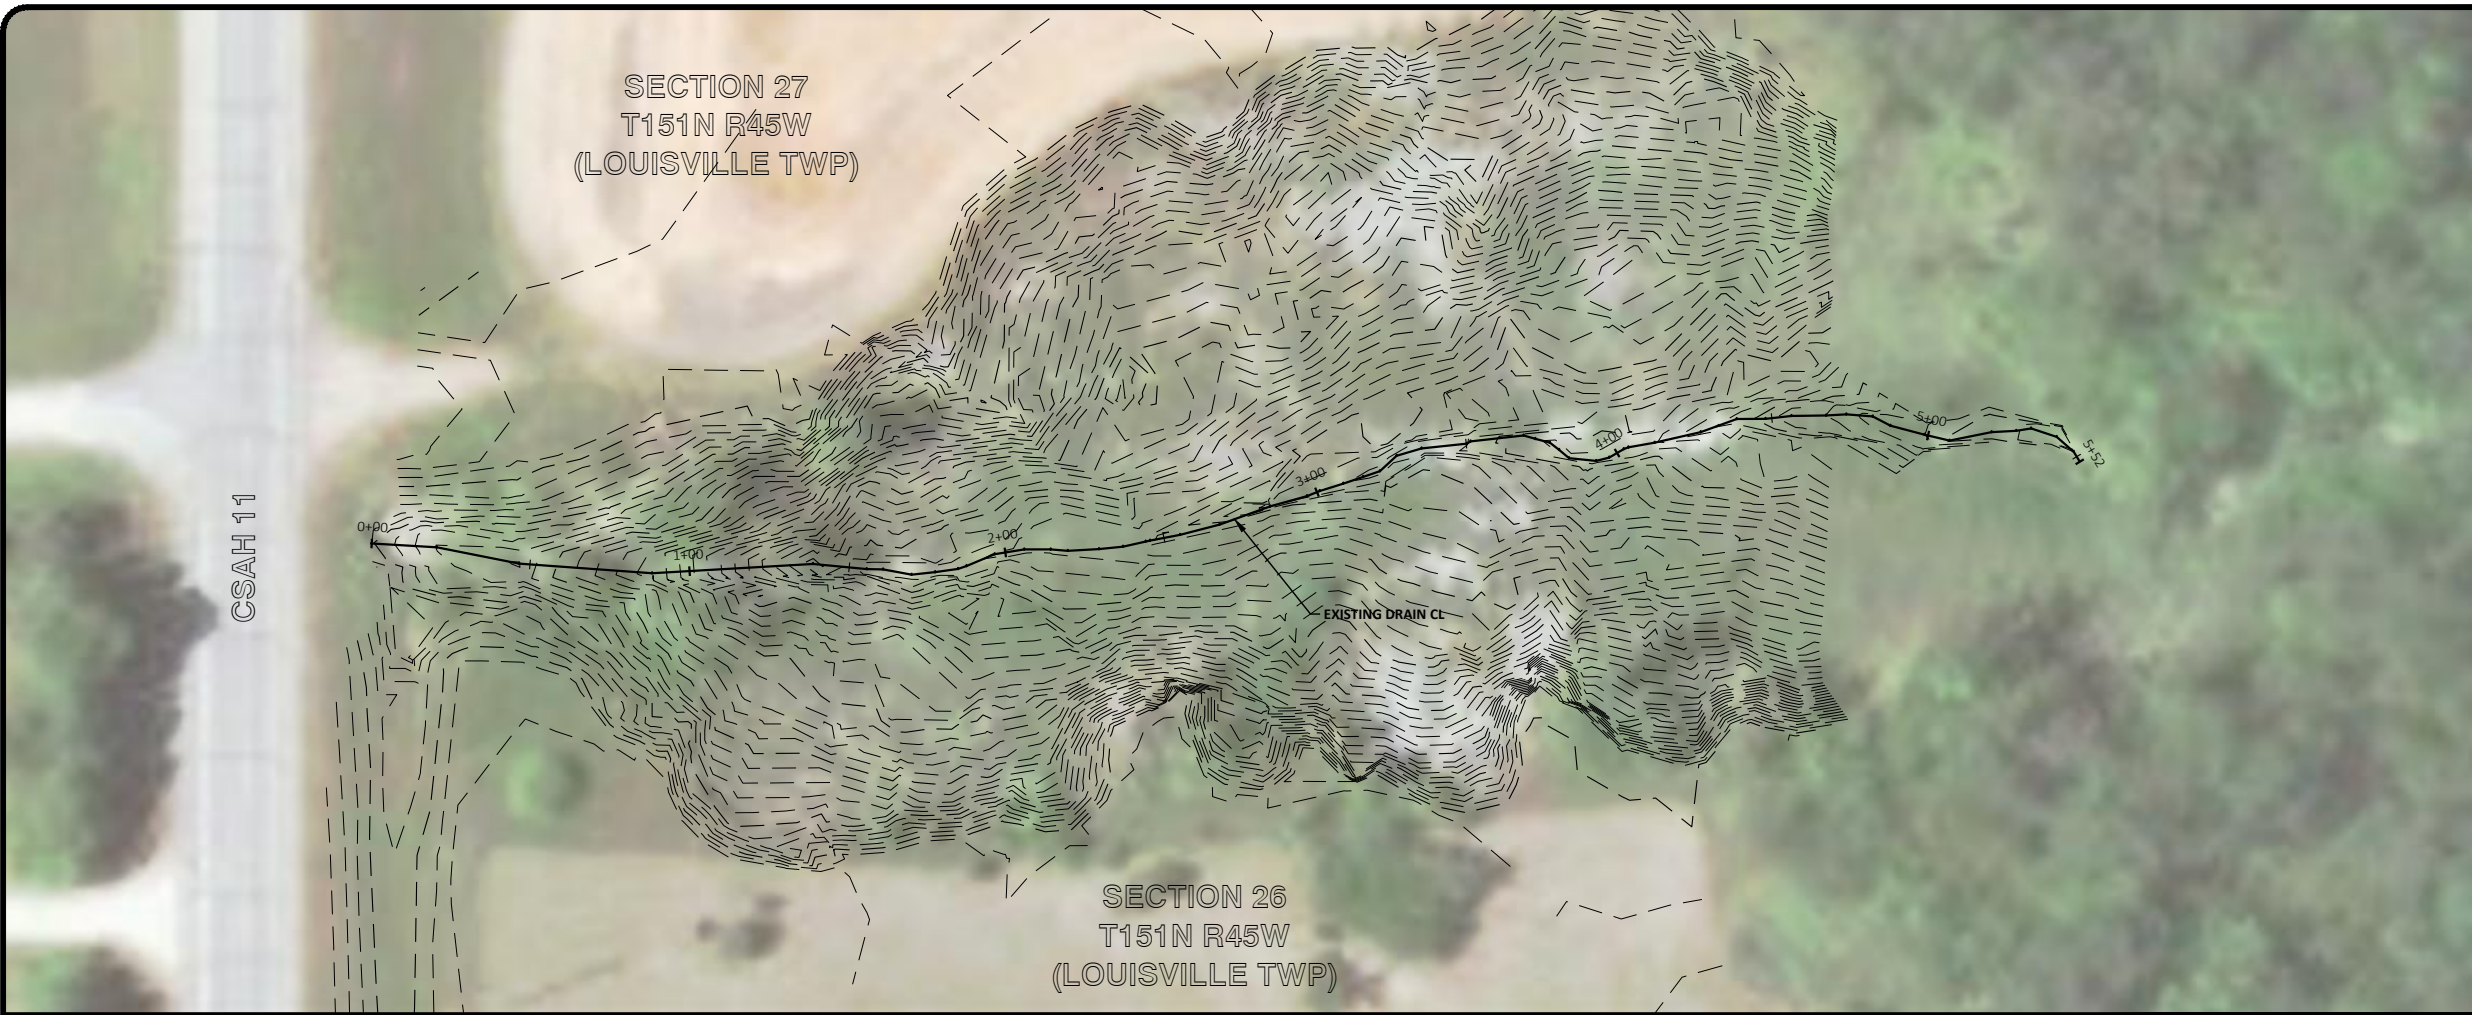 SECTION 27
T151N R45W
(LOUISVILLE TWP)
CSAH 11
0+00
1+00
2+00
3+00
4+00
5+00
5+52
EXISTING DRAIN CL
SECTION 26
T151N R45W
(LOUISVILLE TWP)